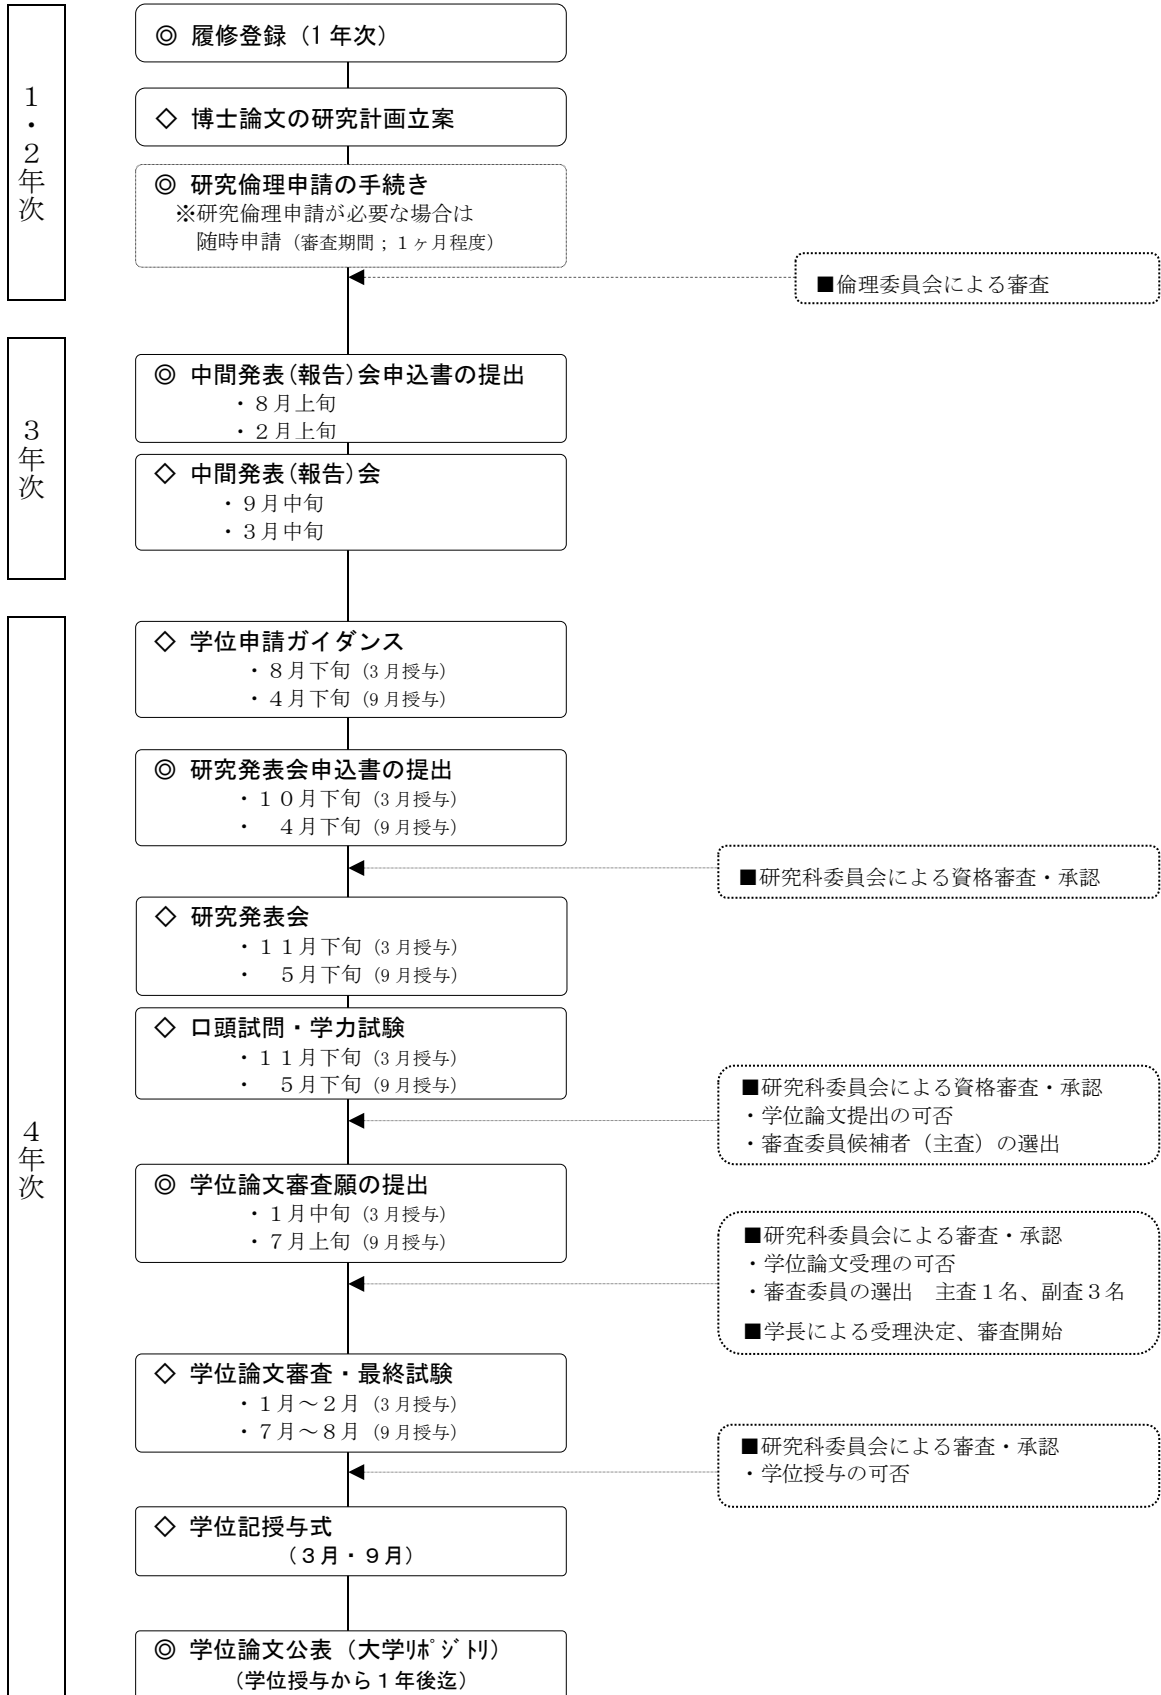 1・2年次
◎ 履修登録（1年次）
◇ 博士論文の研究計画立案
◎ 研究倫理申請の手続き
※研究倫理申請が必要な場合は
随時申請（審査期間；１ヶ月程度）
■倫理委員会による審査
3年次
◎ 中間発表(報告)会申込書の提出
・８月上旬
・２月上旬
◇ 中間発表(報告)会
・９月中旬
・３月中旬
4年次
◇ 学位申請ガイダンス
・８月下旬（3月授与）
・４月下旬（9月授与）
◎ 研究発表会申込書の提出
・１０月下旬（3月授与）
・　４月下旬（9月授与）
■研究科委員会による資格審査・承認
◇ 研究発表会
・１１月下旬（3月授与）
・　５月下旬（9月授与）
◇ 口頭試問・学力試験
・１１月下旬（3月授与）
・　５月下旬（9月授与）
■研究科委員会による資格審査・承認
・学位論文提出の可否
・審査委員候補者（主査）の選出
◎ 学位論文審査願の提出
・１月中旬（3月授与）
・７月上旬（9月授与）
■研究科委員会による審査・承認
・学位論文受理の可否
・審査委員の選出　主査１名、副査３名
■学長による受理決定、審査開始
◇ 学位論文審査・最終試験
・１月～２月（3月授与）
・７月～８月（9月授与）
■研究科委員会による審査・承認
・学位授与の可否
◇ 学位記授与式
（３月・９月）
◎ 学位論文公表（大学ﾘﾎﾟｼﾞﾄﾘ）
（学位授与から１年後迄）